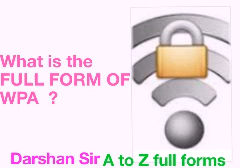 What is the
FULL FORM OF
WPA ?
Darshan Sir A to Z full forms